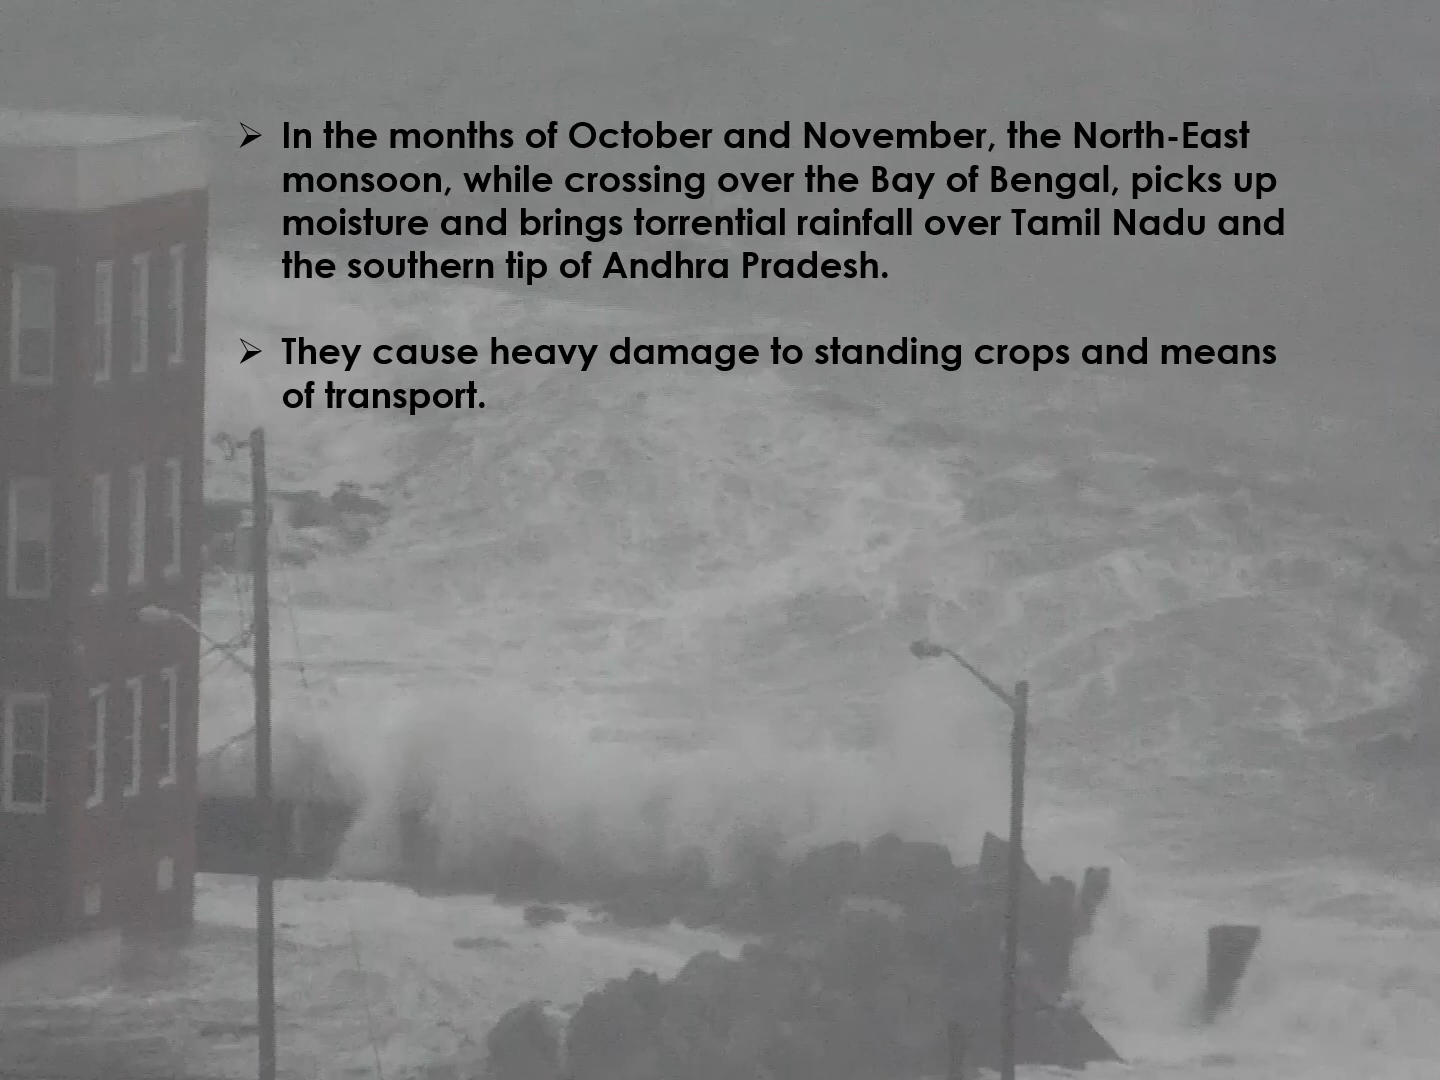 ➢ In the months of October and November, the North-East
monsoon, while crossing over the Bay of Bengal, picks up
moisture and brings torrential rainfall over Tamil Nadu and
the southern tip of Andhra Pradesh.
➢ They cause heavy damage to standing crops and means
of transport.